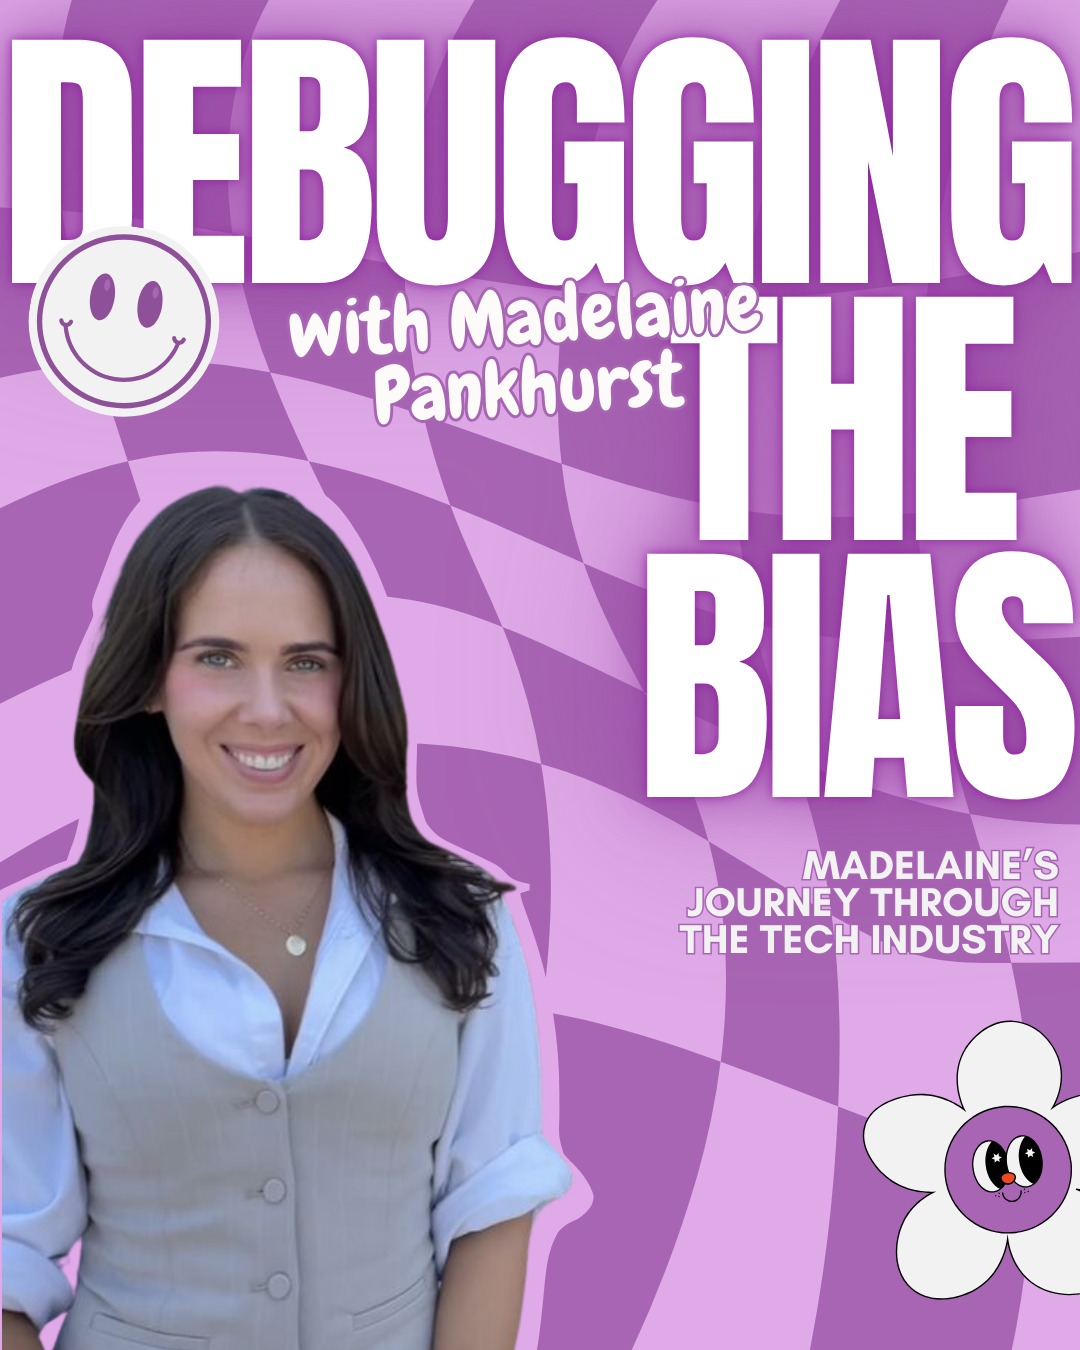 DEBUGGING
with Madelaine
Pankhurst
THE
BIAS
MADELAINE'S
JOURNEY THROUGH
THE TECH INDUSTRY